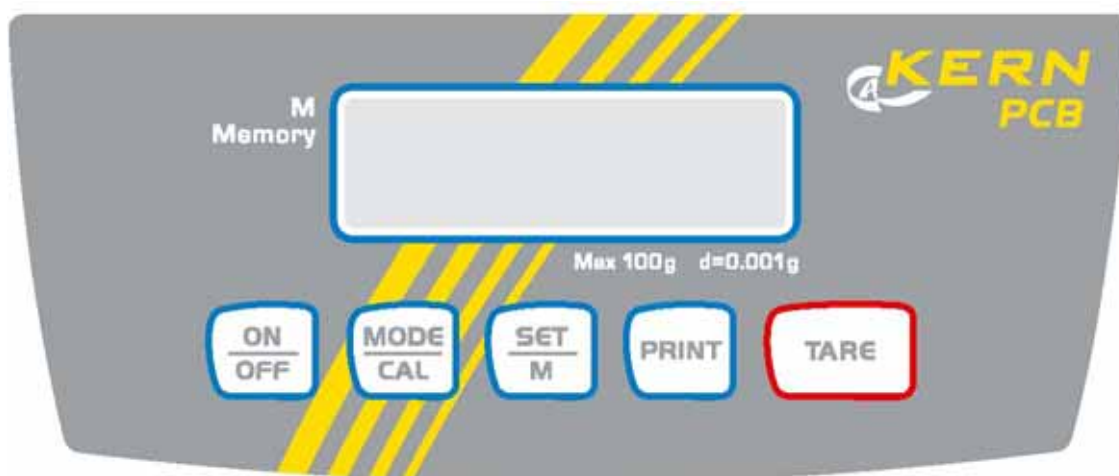 M
Memory
KERN
PCB
Max 100g d=0.001g
ON
OFF
MODE
CAL
SET
M
PRINT
TARE